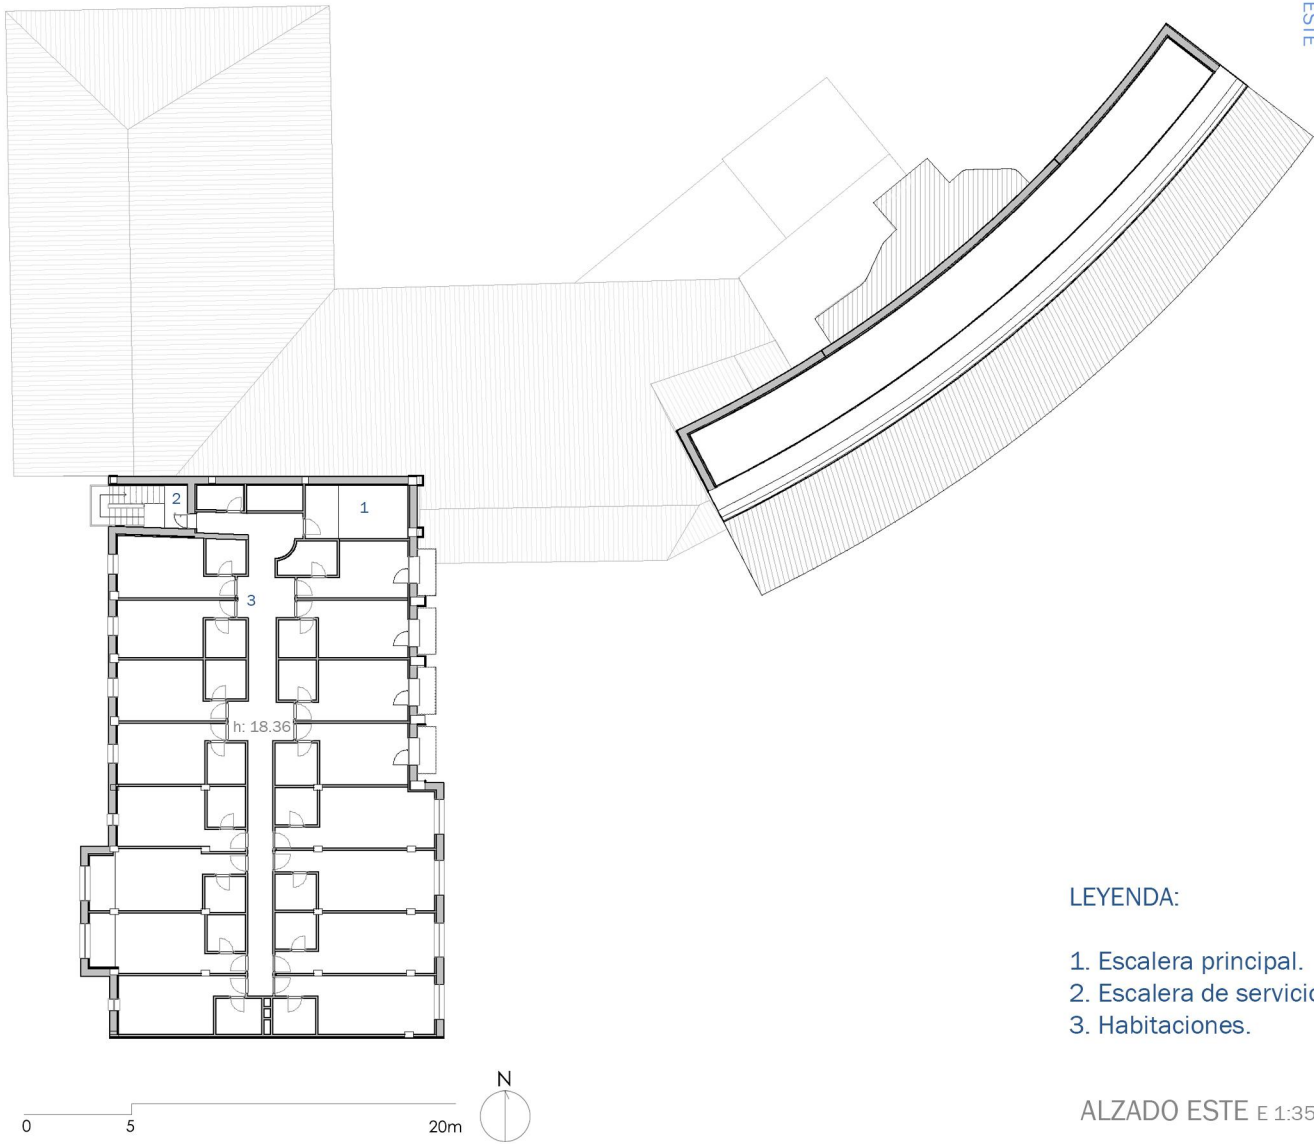 ESTE
2
1
3
h: 18.36
LEYENDA:
1. Escalera principal.
2. Escalera de servicio
3. Habitaciones.
N
0 5 20m
ALZADO ESTE E 1:35